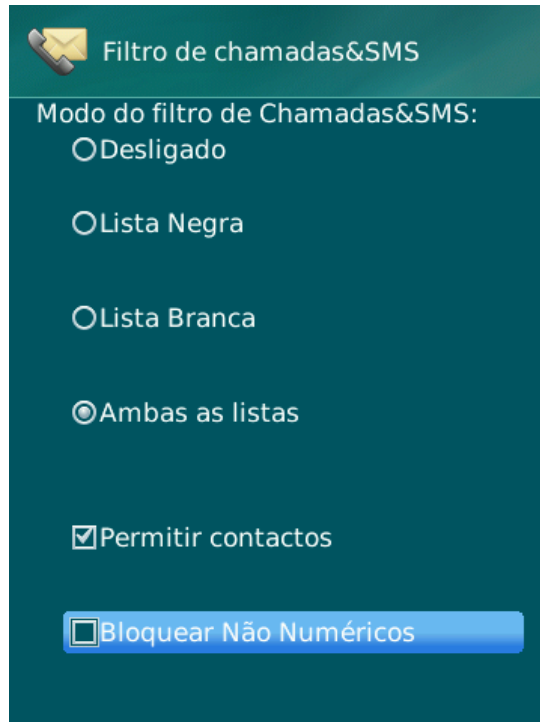 Filtro de chamadas&SMS
Modo do filtro de Chamadas&SMS:
Desligado
Lista Negra
Lista Branca
Ambas as listas
Permitir contactos
Bloquear Não Numéricos